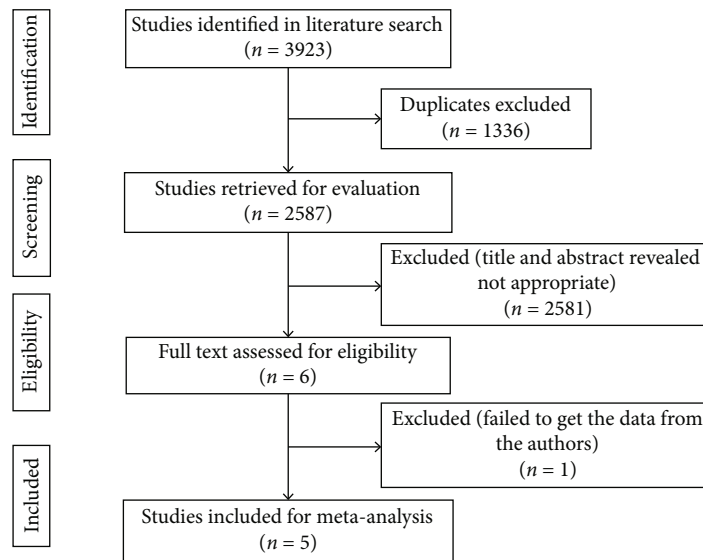 Identification
Studies identified in literature search
(n = 3923)
Duplicates excluded
(n = 1336)
Screening
Studies retrieved for evaluation
(n = 2587)
Excluded (title and abstract revealed
not appropriate)
(n = 2581)
Eligibility
Full text assessed for eligibility
(n = 6)
Excluded (failed to get the data from
the authors)
(n = 1)
Included
Studies included for meta-analysis
(n = 5)